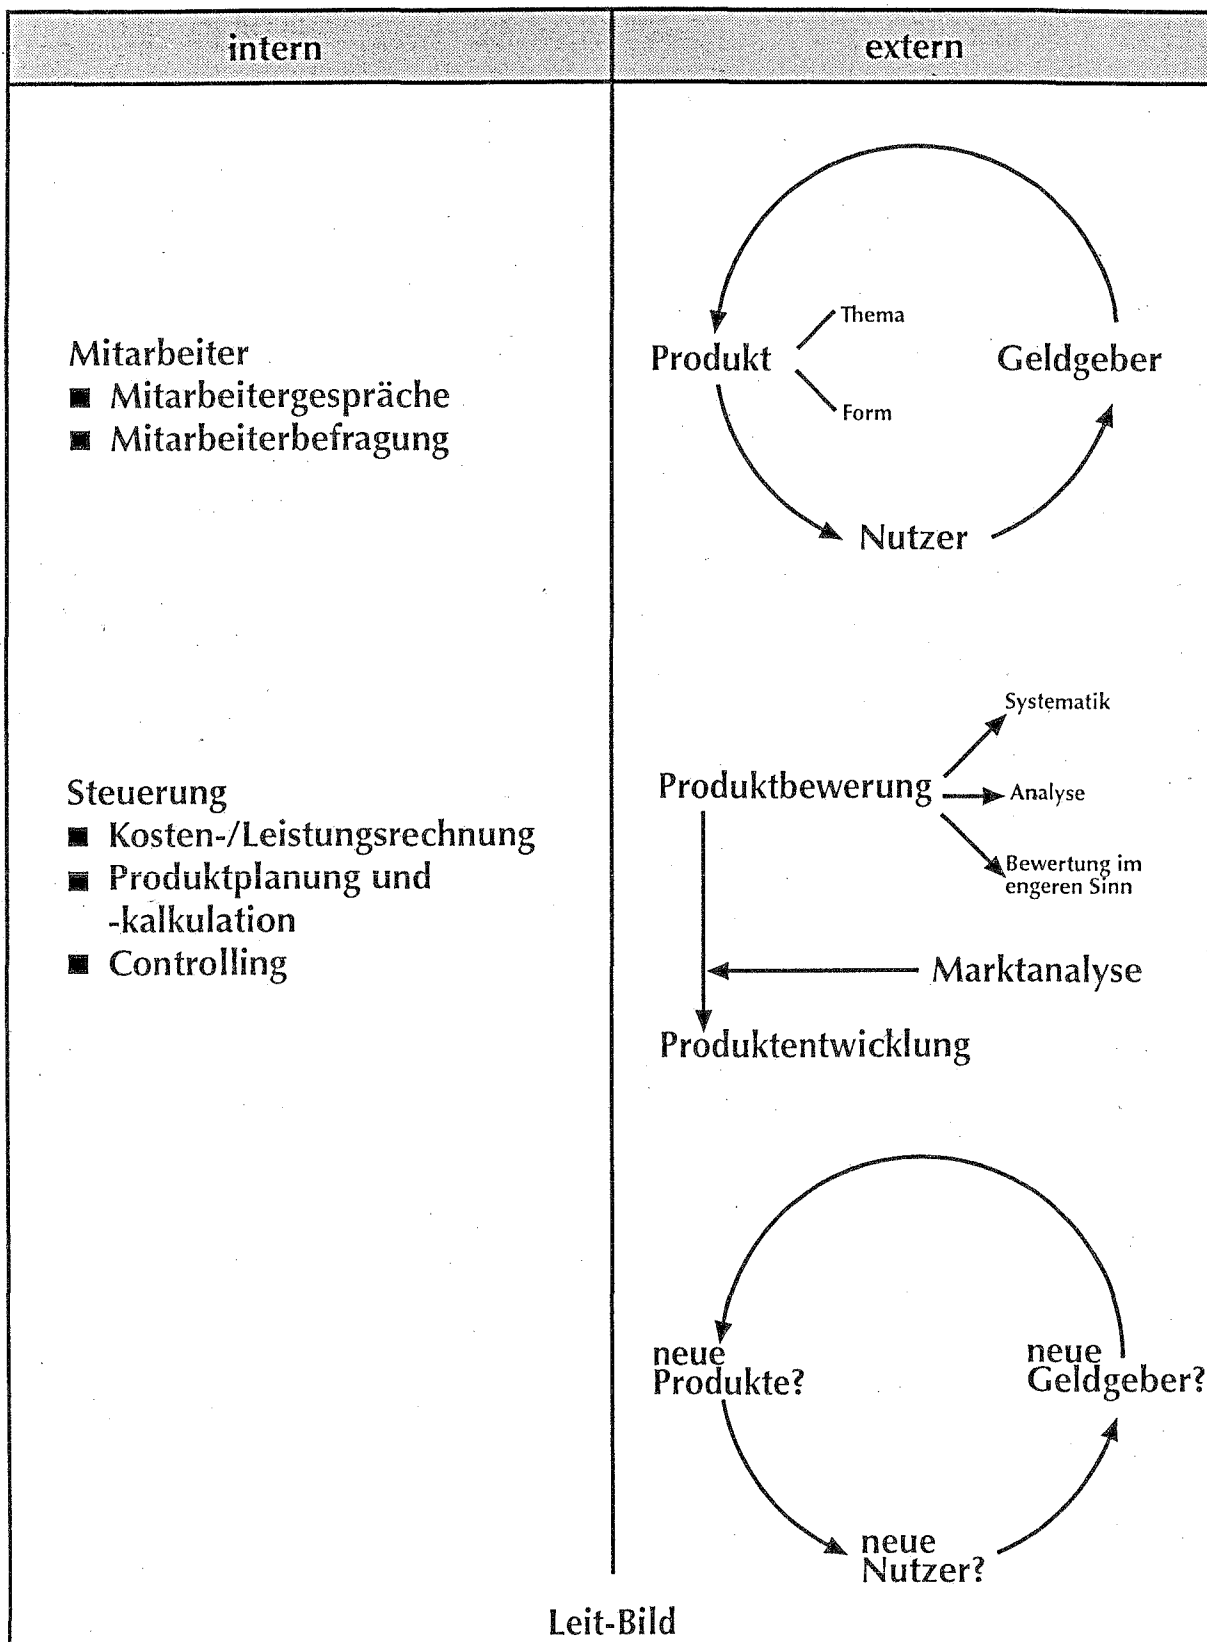 intern
extern
Mitarbeiter
■ Mitarbeitergespräche
■ Mitarbeiterbefragung
Steuerung
■ Kosten-/Leistungsrechnung
■ Produktplanung und
-kalkulation
■ Controlling
Thema
Produkt
Geldgeber
Form
Nutzer
Systematik
Produktbewerung
Analyse
Bewertung im
engeren Sinn
Marktanalyse
Produktentwicklung
neue
Produkte?
neue
Geldgeber?
neue
Nutzer?
Leit-Bild